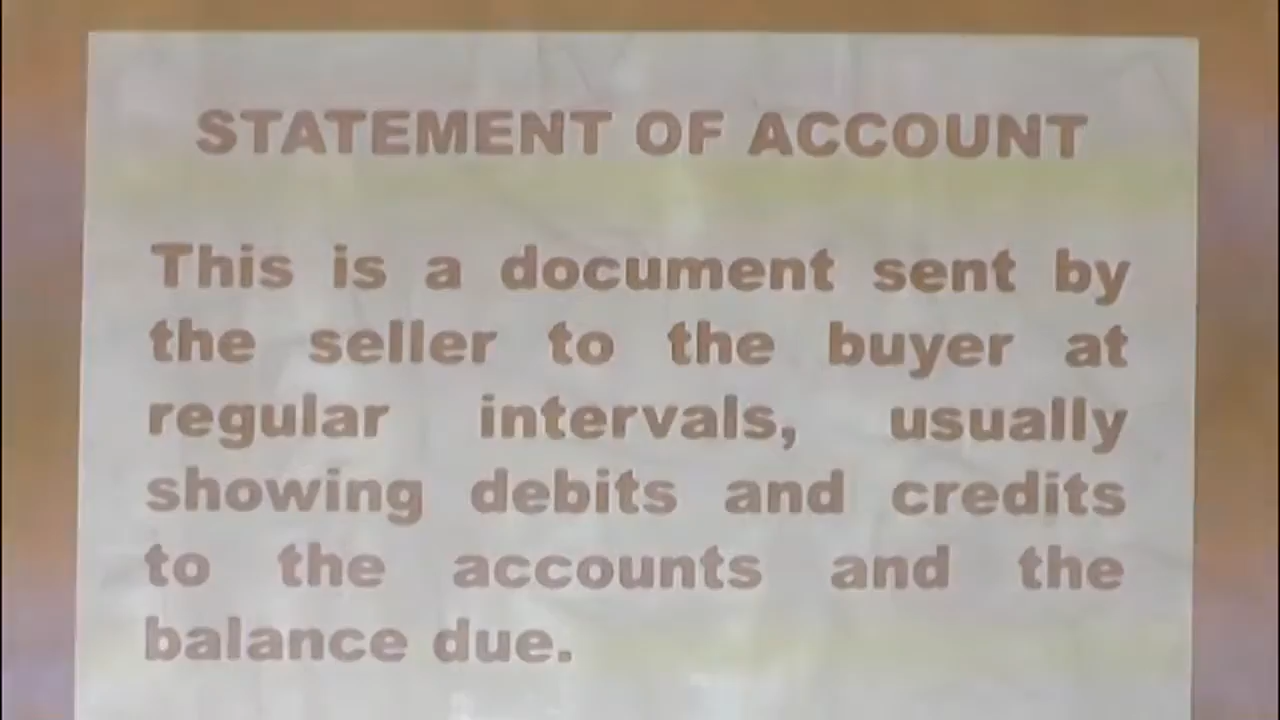 STATEMENT OF ACCOUNT
This is a document sent by
the seller to the buyer at
regular intervals, usually
showing debits and credits
to the accounts and the
balance due.